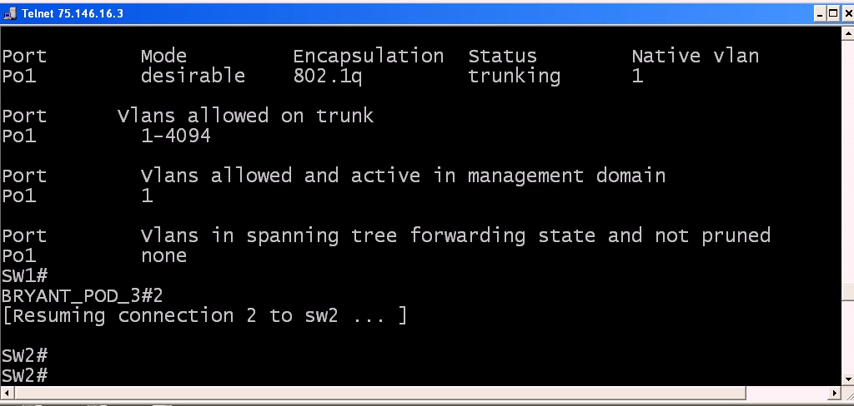 Telnet 75.146.16.3
Port Mode Encapsulation Status Native vlan
Po1 desirable 802.1q trunking 1
Port Vlans allowed on trunk
Po1 1-4094
Port Vlans allowed and active in management domain
Po1 1
Port Vlans in spanning tree forwarding state and not pruned
Po1 none
SW1#
BRYANT_POD_3#2
[Resuming connection 2 to sw2 ... ]
SW2#
SW2#